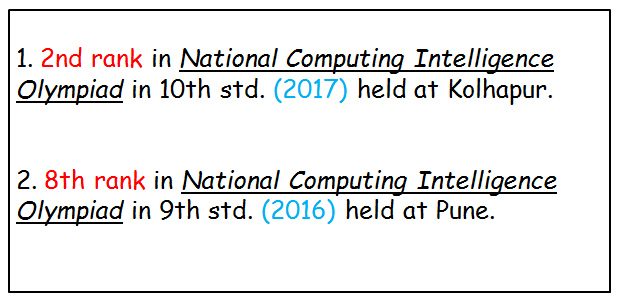 1. 2nd rank in National Computing Intelligence
Olympiad in 10th std. (2017) held at Kolhapur.
2. 8th rank in National Computing Intelligence
Olympiad in 9th std. (2016) held at Pune.